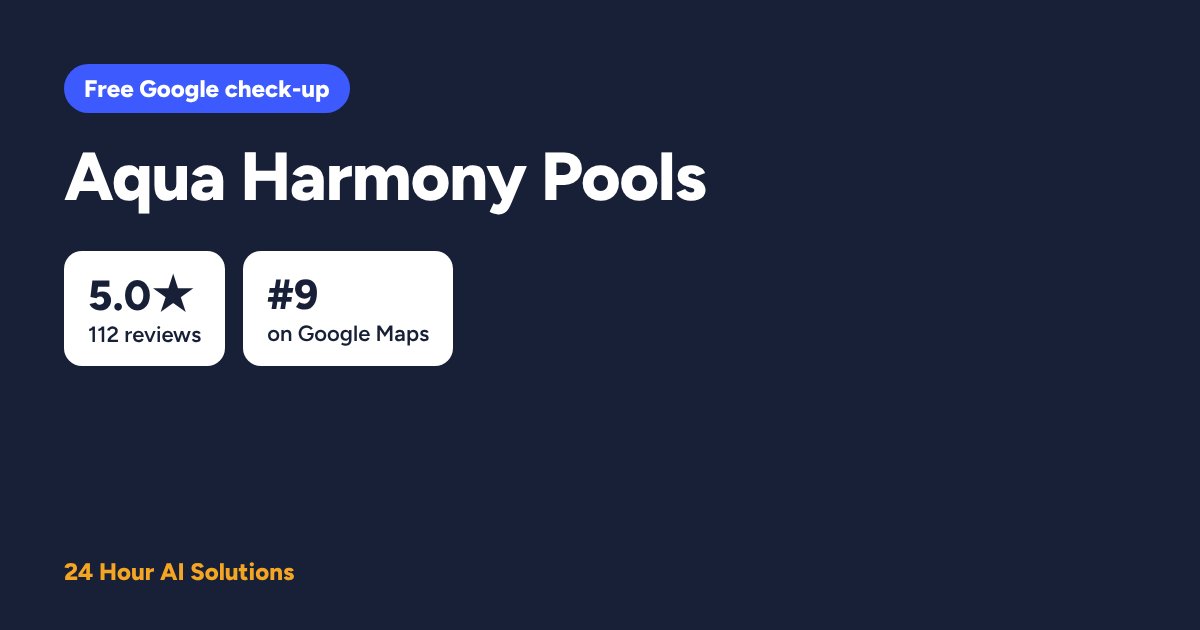 Free Google check-up
Aqua Harmony Pools
5.0★
112 reviews
#9
on Google Maps
24 Hour AI Solutions